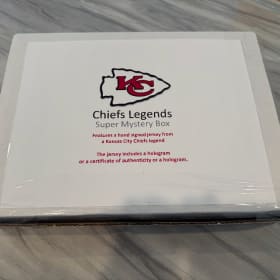 KC
Chiefs Legends
Super Mystery Box
Features a hand signed jersey from
a Kansas City Chiefs legend
The jersey includes a hologram
or a certificate of authenticity or a hologram.